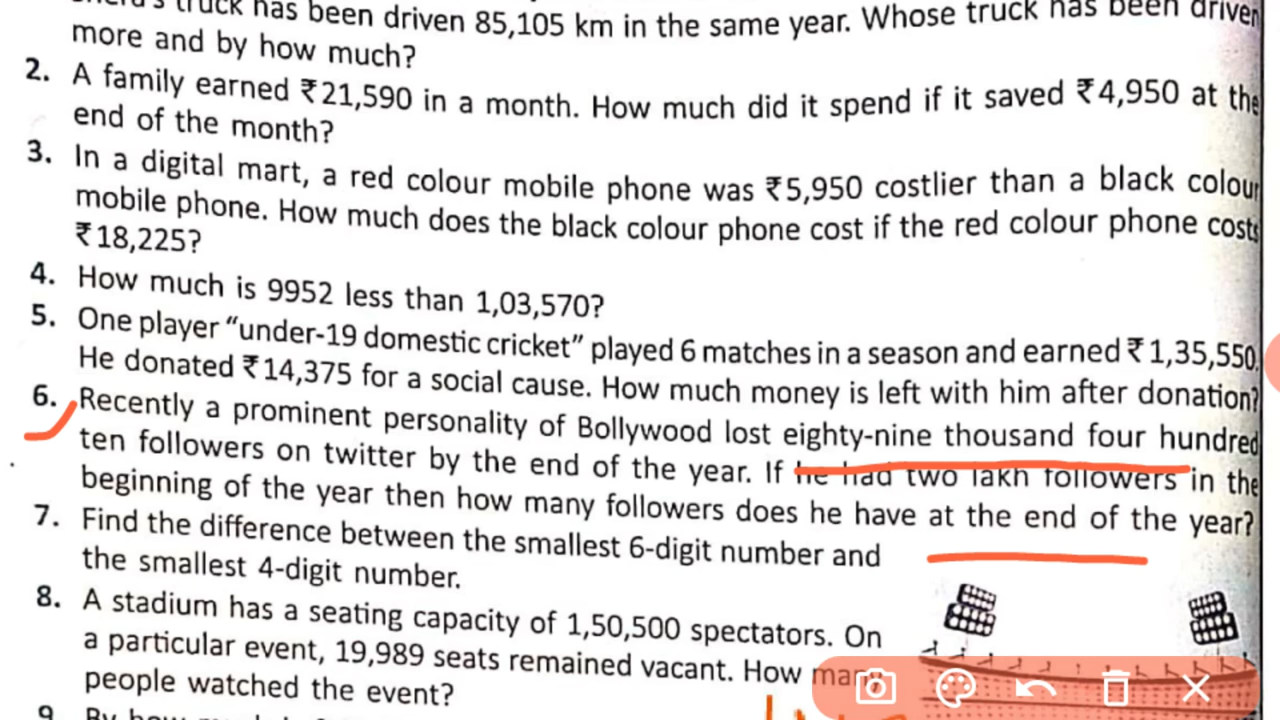 truck has been driven 85,105 km in the same year. Whose truck has been driven
more and by how much?
2. A family earned ₹21,590 in a month. How much did it spend if it saved ₹4,950 at the
end of the month?
3. In a digital mart, a red colour mobile phone was ₹5,950 costlier than a black colour
mobile phone. How much does the black colour phone cost if the red colour phone costs
₹18,225?
4. How much is 9952 less than 1,03,570?
5. One player “under-19 domestic cricket” played 6 matches in a season and earned ₹1,35,550.
He donated ₹14,375 for a social cause. How much money is left with him after donation?
6. Recently a prominent personality of Bollywood lost eighty-nine thousand four hundred
ten followers on twitter by the end of the year. If he had two lakh followers in the
beginning of the year then how many followers does he have at the end of the year?
7. Find the difference between the smallest 6-digit number and
the smallest 4-digit number.
8. A stadium has a seating capacity of 1,50,500 spectators. On
a particular event, 19,989 seats remained vacant. How many
people watched the event?
9. By how